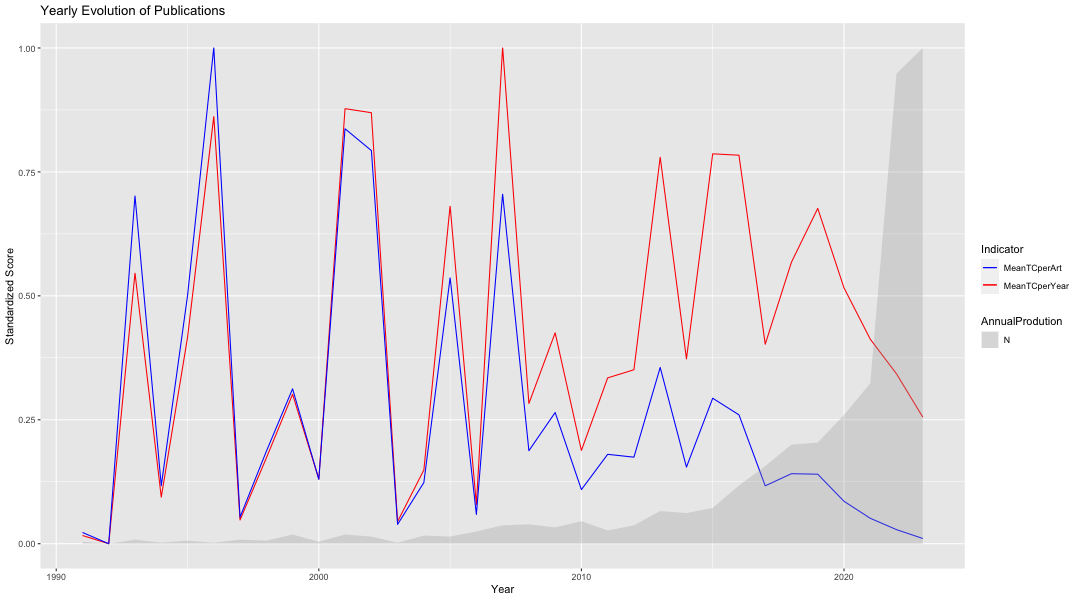 Yearly Evolution of Publications
1.00
0.75
0.50
0.25
0.00
Standardized Score
1990
2000
2010
2020
Year
Indicator
MeanTCperArt
MeanTCperYear
AnnualProdution
N